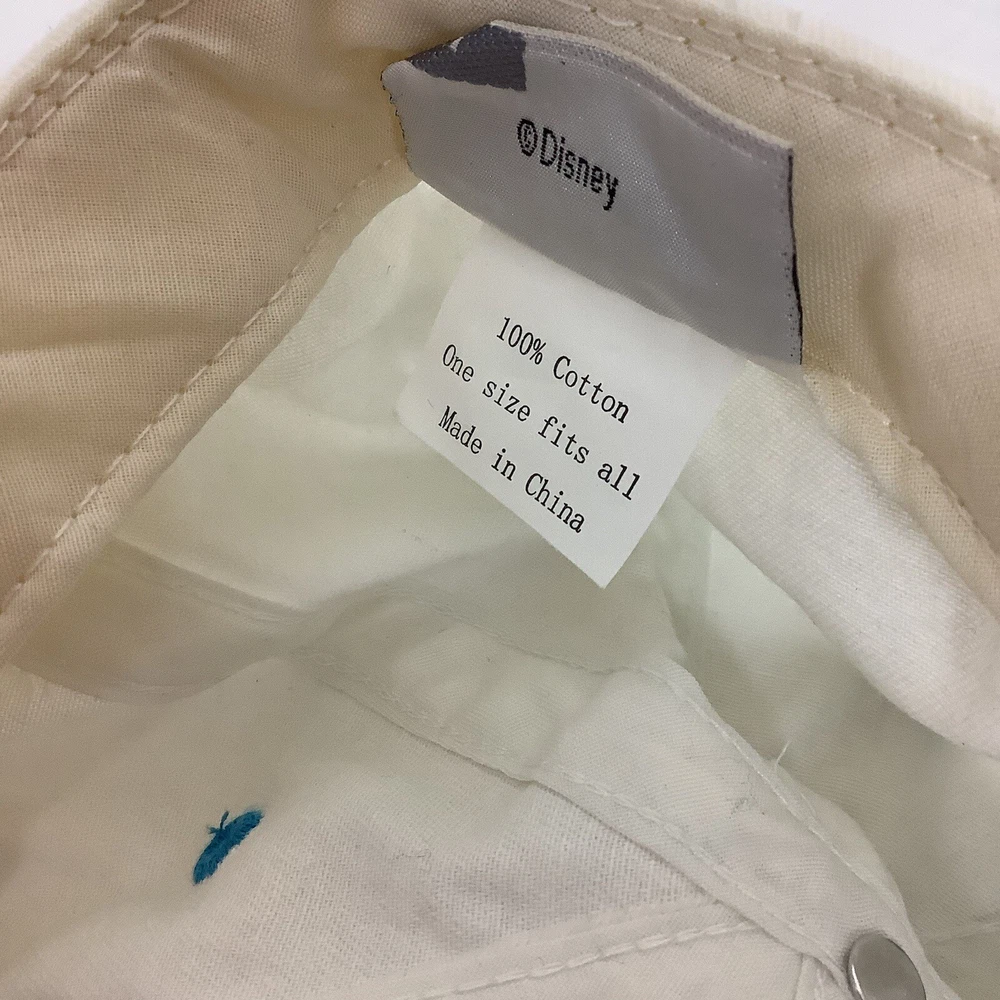 ©Disney
100% Cotton
One size fits all
Made in China